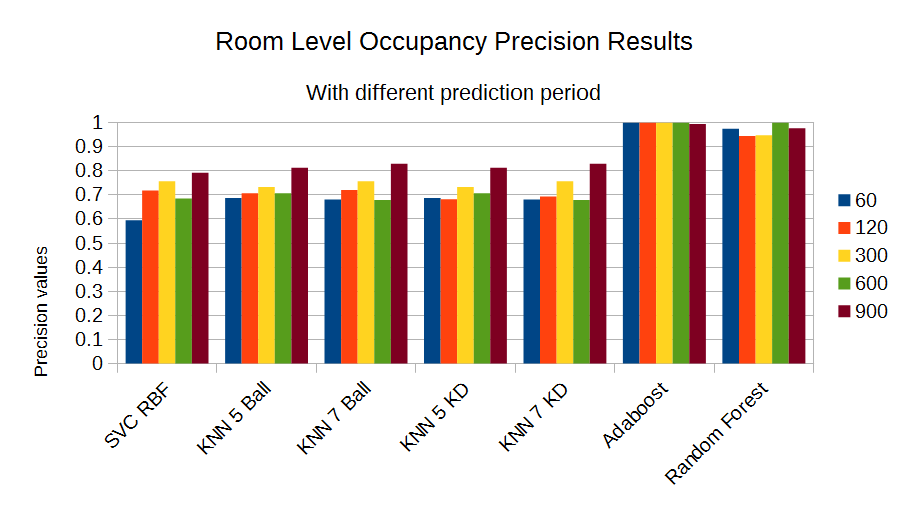 Room Level Occupancy Precision Results
With different prediction period
Precision values
1
0.9
0.8
0.7
0.6
0.5
0.4
0.3
0.2
0.1
0
SVC RBF
KNN 5 Ball
KNN 7 Ball
KNN 5 KD
KNN 7 KD
Adaboost
Random Forest
60
120
300
600
900